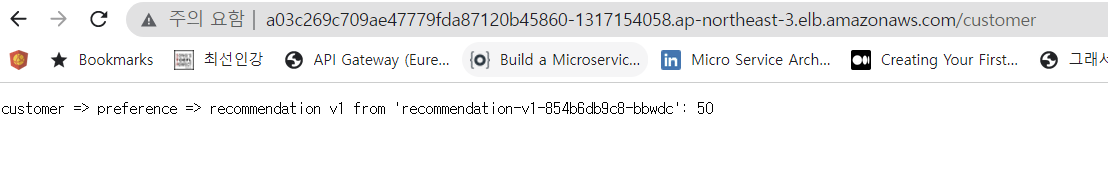 주의 요함 | a03c269c709ae47779fda87120b45860-1317154058.ap-northeast-3.elb.amazonaws.com/customer
Bookmarks 최선인강 API Gateway (Eure... Build a Microservic... Micro Service Arch... Creating Your First... 그래서
customer => preference => recommendation v1 from 'recommendation-v1-854b6db9c8-bbwdc': 50